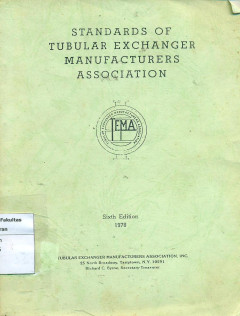 STANDARDS OF
TUBULAR EXCHANGER
MANUFACTURERS
ASSOCIATION
TEMA
Sixth Edition
1978
Fakultas
TUBULAR EXCHANGER MANUFACTURERS ASSOCIATION, INC.
25 North Broadway, Tarrytown, N.Y. 10591
Richard C. Byrne, Secretary-Treasurer